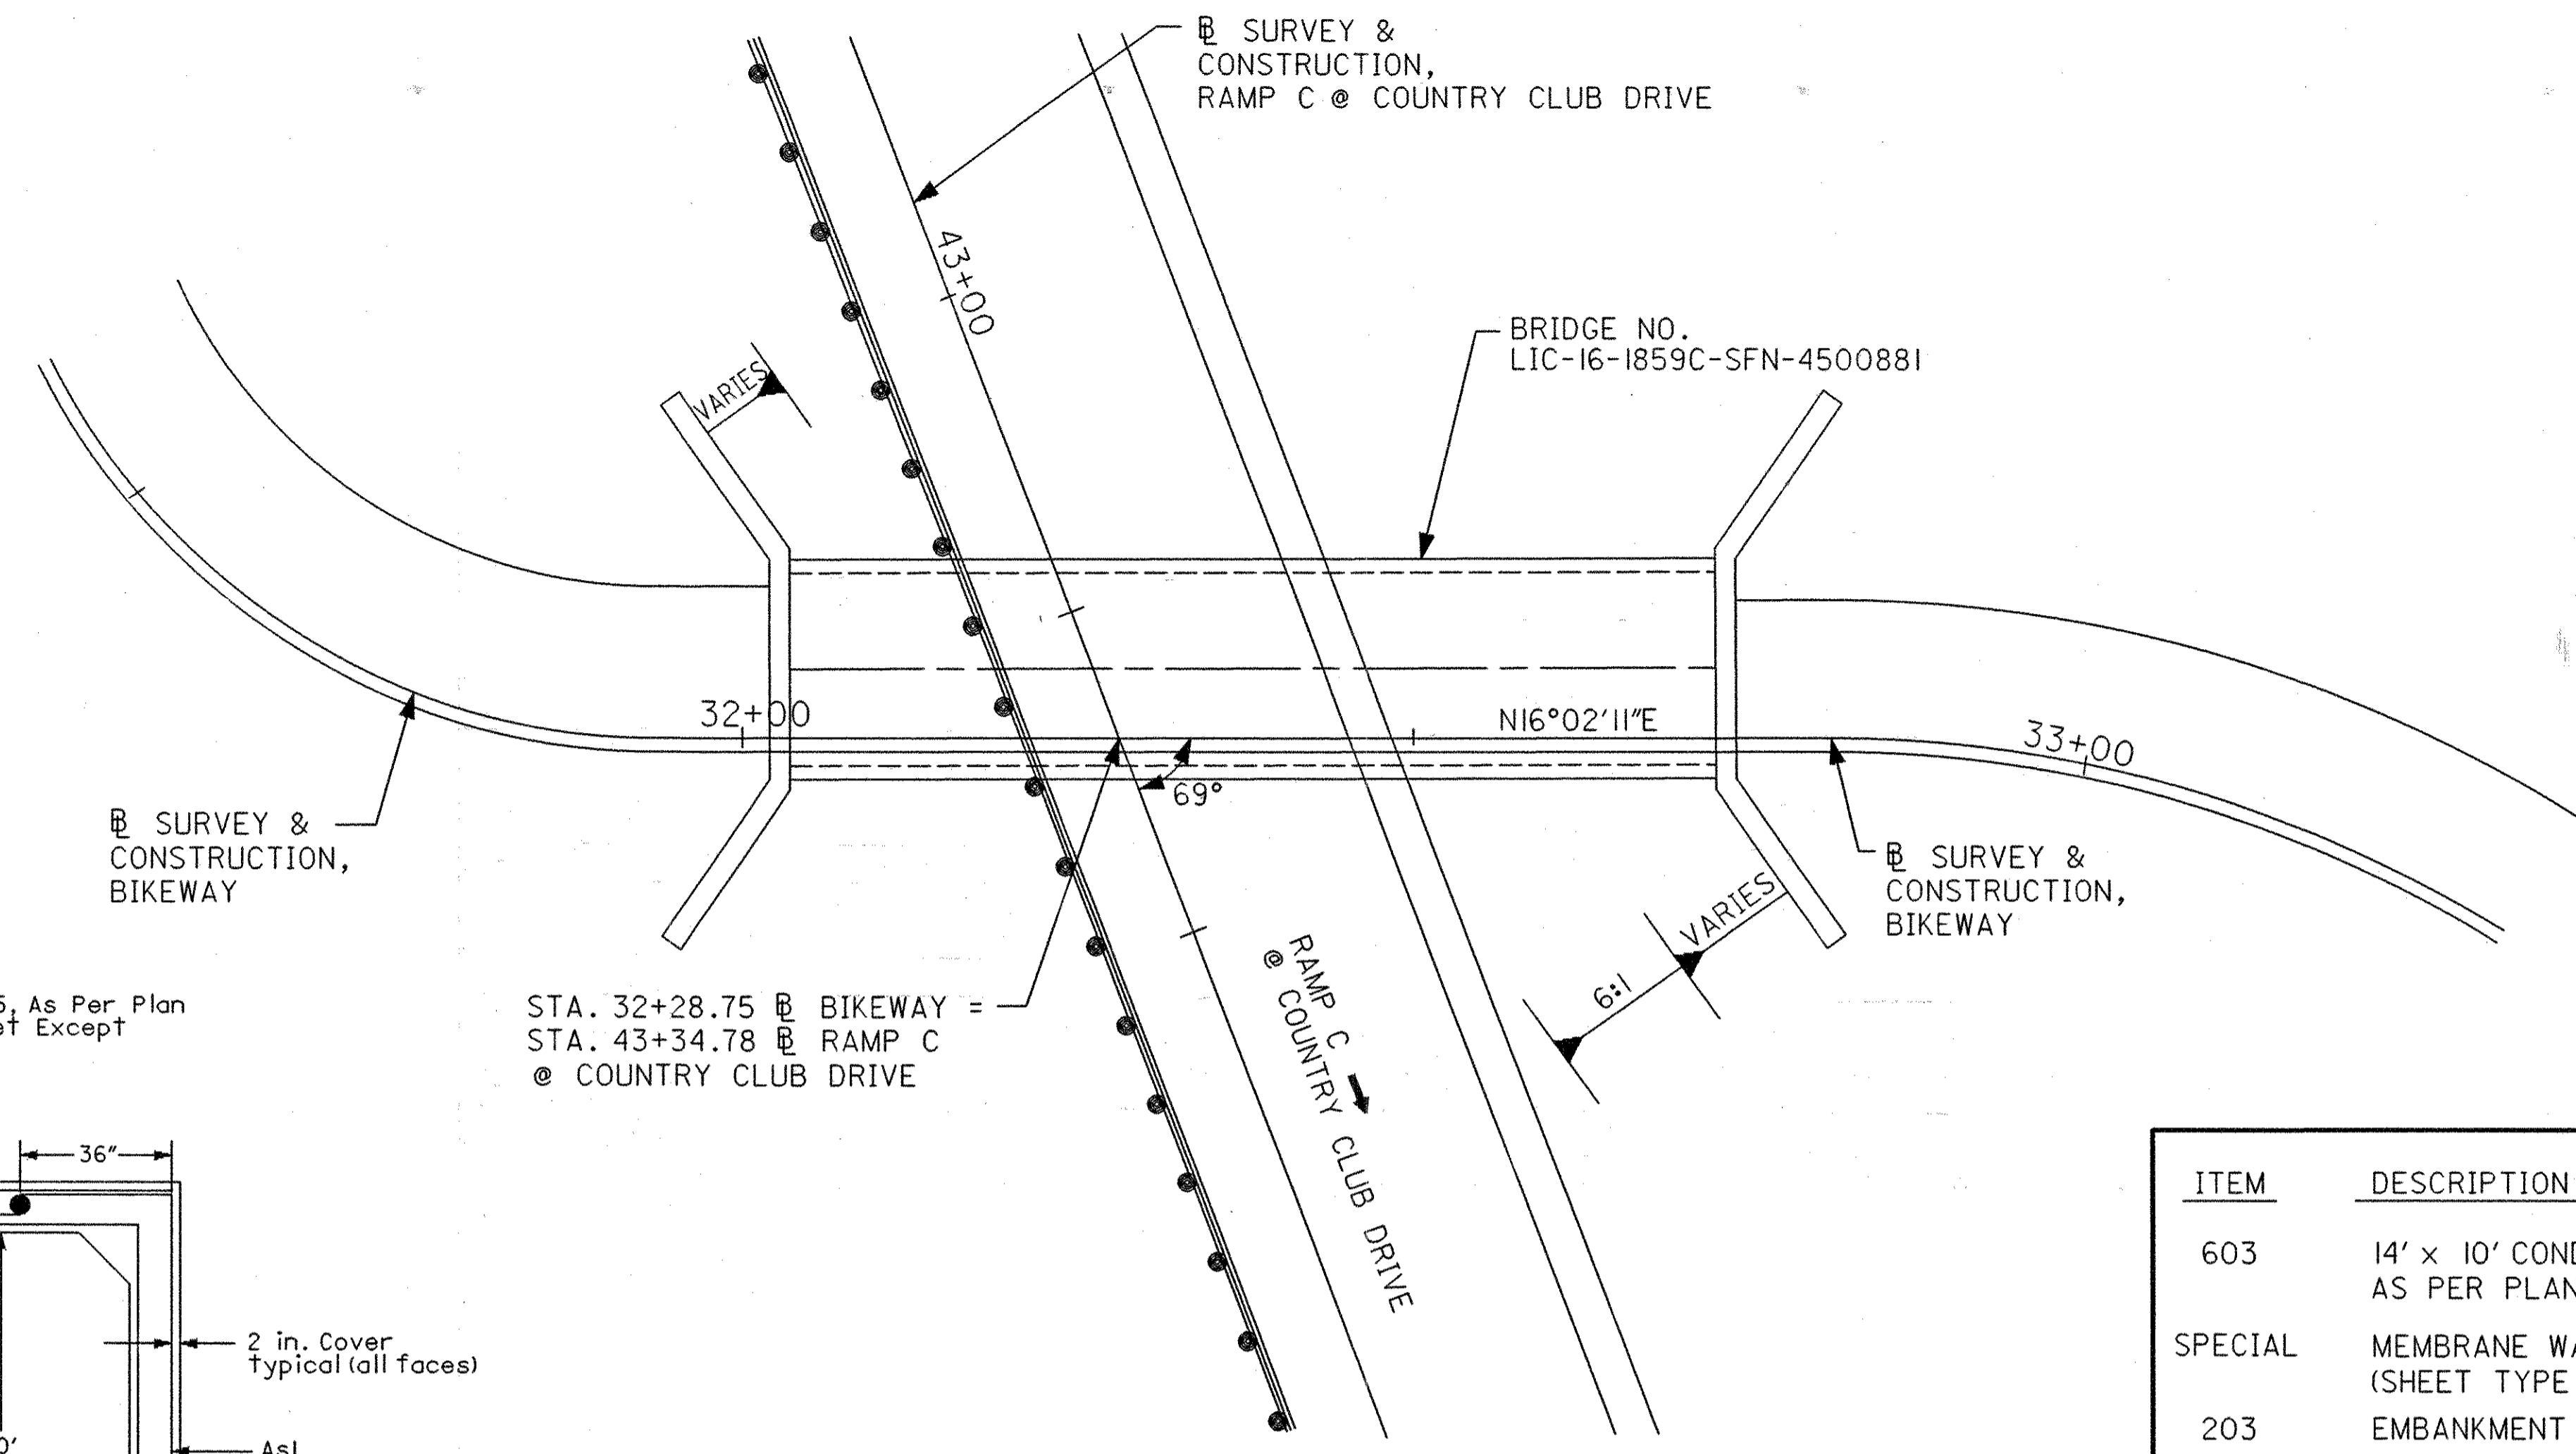 ℄ SURVEY &
CONSTRUCTION,
RAMP C @ COUNTRY CLUB DRIVE
43+00
BRIDGE NO.
LIC-16-1859C-SFN-4500881
VARIES
32+00
N16°02'11"E
33+00
69°
℄ SURVEY &
CONSTRUCTION,
BIKEWAY
℄ SURVEY &
CONSTRUCTION,
BIKEWAY
VARIES
6:1
STA. 32+28.75 ℄ BIKEWAY =
STA. 43+34.78 ℄ RAMP C
@ COUNTRY CLUB DRIVE
RAMP C
@ COUNTRY CLUB DRIVE
, As Per Plan
Except
36"
2 in. Cover
typical (all faces)
As1
ITEM DESCRIPTION
603 14' x 10' COND
AS PER PLAN
SPECIAL MEMBRANE WA
(SHEET TYPE
203 EMBANKMENT